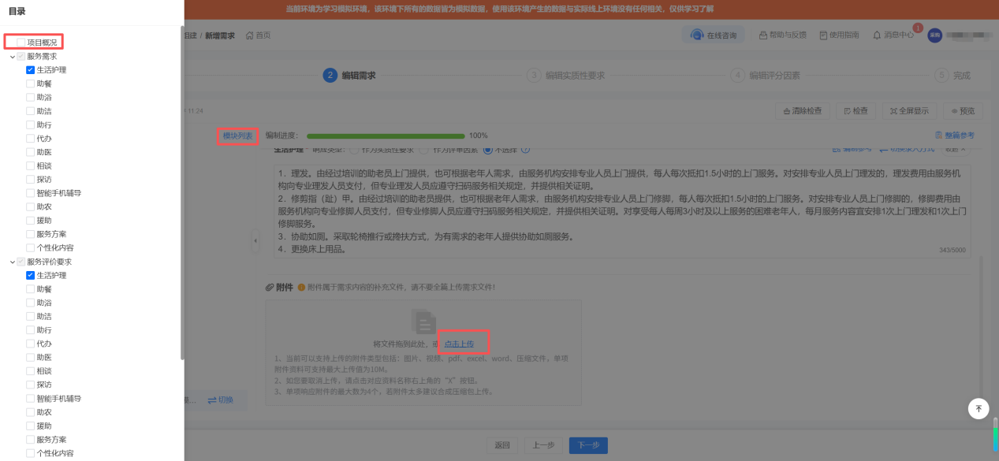 目录
项目概况
服务需求
生活护理
助餐
助浴
助洁
助行
代办
助医
相谈
探访
智能手机辅导
助农
援助
服务方案
个性化内容
服务评价要求
生活护理
助餐
助浴
助洁
助行
代办
助医
相谈
探访
智能手机辅导
助农
援助
服务方案
个性化内容
当前环境为学习模拟环境，该环境下所有的数据皆为模拟数据，使用该环境产生的数据与实际线上环境没有任何相关，仅供学习了解
组建 / 新增需求 首页
在线咨询 帮助与反馈 使用指南 消息中心 1 采购
2 编辑需求 3 编辑实质性要求 4 编辑评分因素 5 完成
11:24 清除检查 检查 全屏显示 预览
模块列表 编制进度： 100% 整篇参考
生活护理 响应类型： 作为实质性要求 作为评审因素 不选择 编辑参考 切换录入方式 收起
1．理发。由经过培训的助老员上门提供，也可根据老年人需求，由服务机构安排专业人员上门提供，每人每次抵扣1.5小时的上门服务。对安排专业人员上门理发的，理发费用由服务机
构向专业理发人员支付，但专业理发人员应遵守扫码服务相关规定，并提供相关证明。
2．修剪指（趾）甲。由经过培训的助老员提供，也可根据老年人需求，由服务机构安排专业人员上门修脚，每人每次抵扣1.5小时的上门服务。对安排专业人员上门修脚的，修脚费用由
服务机构向专业修脚人员支付，但专业修脚人员应遵守扫码服务相关规定，并提供相关证明。对享受每人每周3小时及以上服务的困难老年人，每月服务内容宜安排1次上门理发和1次上门
修脚服务。
3．协助如厕。采取轮椅推行或搀扶方式，为有需求的老年人提供协助如厕服务。
4．更换床上用品。
343/5000
附件 附件属于需求内容的补充文件，请不要全篇上传需求文件！
将文件拖到此处，或 点击上传
1、当前可以支持上传的附件类型包括：图片、视频、pdf、excel、word、压缩文件，单项
附件资料可支持最大上传值为10M。
2、如您要取消上传，请点击对应资料名称右上角的“X”按钮。
3、单项响应附件的最大数为4个，若附件太多建议合成压缩包上传。
切换
返回 上一步 下一步